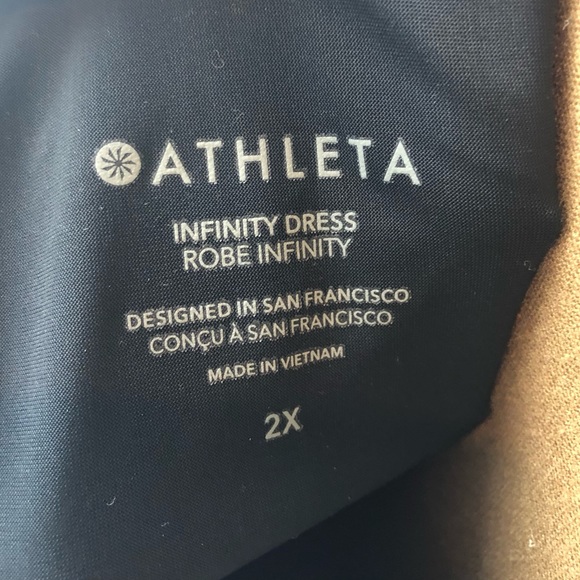 ATHLETA
INFINITY DRESS
ROBE INFINITY
DESIGNED IN SAN FRANCISCO
CONÇU À SAN FRANCISCO
MADE IN VIETNAM
2X